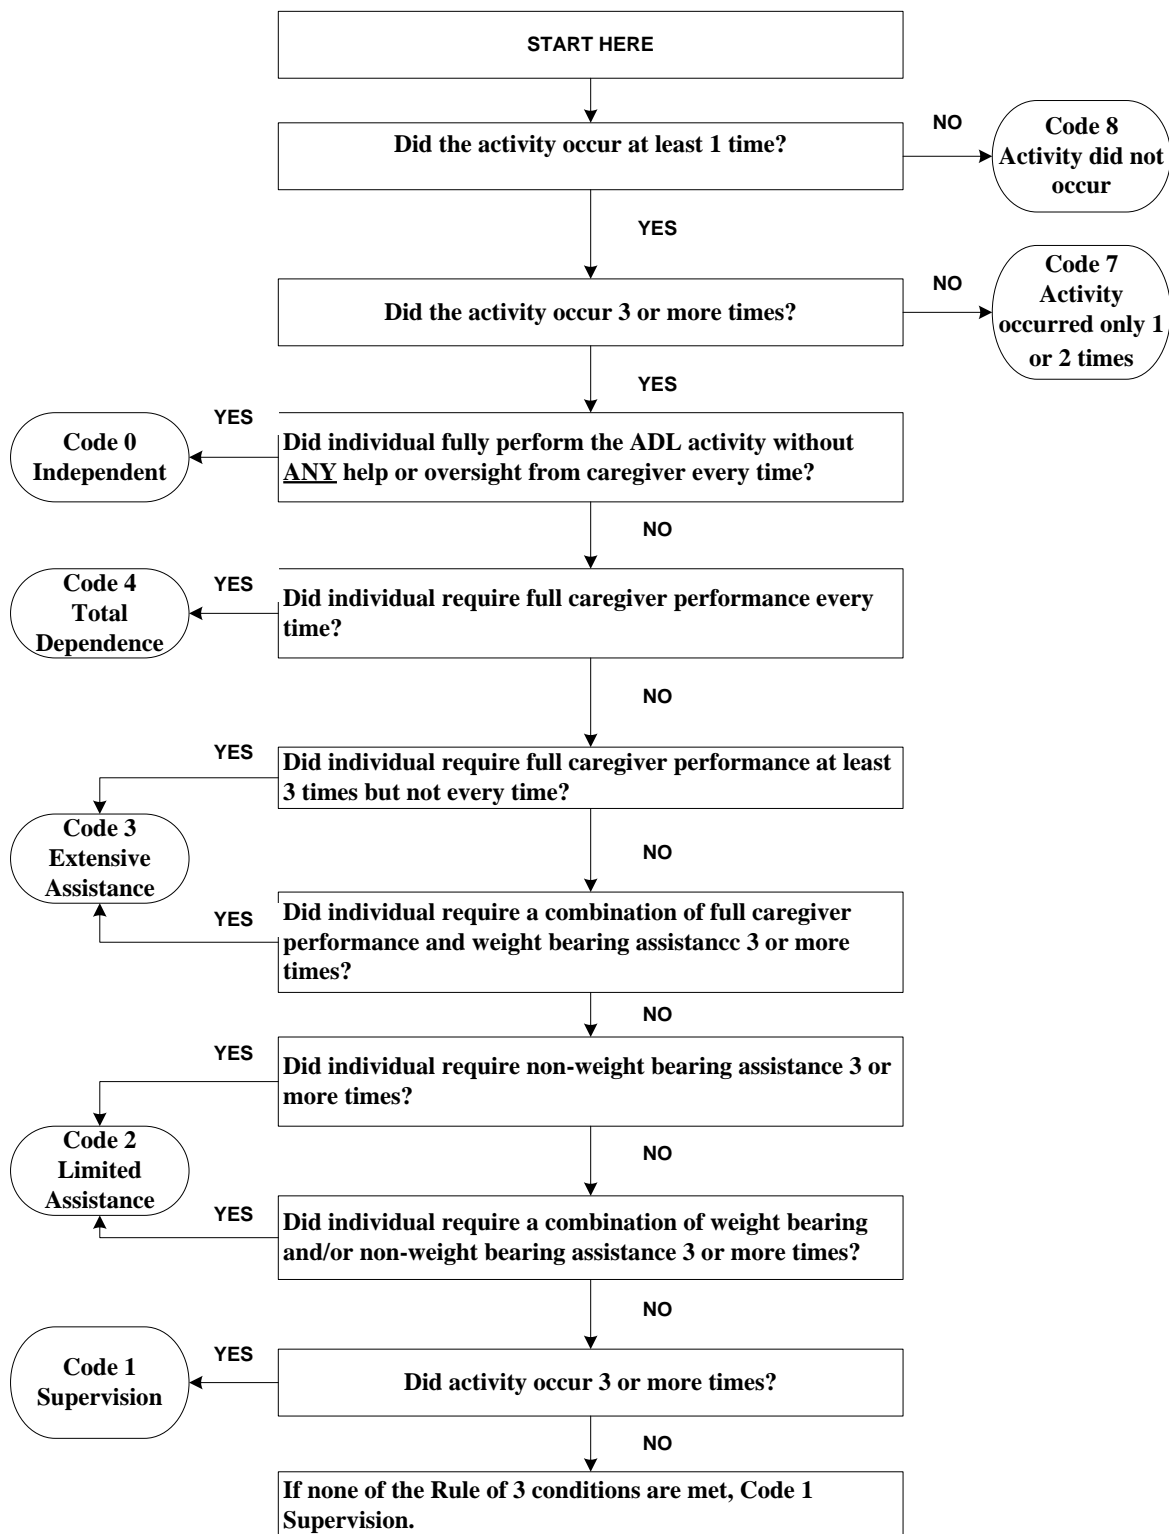 START HERE
Did the activity occur at least 1 time?
NO
Code 8
Activity did not
occur
YES
Did the activity occur 3 or more times?
NO
Code 7
Activity
occurred only 1
or 2 times
YES
YES
Code 0
Independent
Did individual fully perform the ADL activity without
ANY help or oversight from caregiver every time?
NO
YES
Code 4
Total
Dependence
Did individual require full caregiver performance every
time?
NO
YES
Did individual require full caregiver performance at least
3 times but not every time?
Code 3
Extensive
Assistance
NO
YES
Did individual require a combination of full caregiver
performance and weight bearing assistancc 3 or more
times?
NO
YES
Did individual require non-weight bearing assistance 3 or
more times?
Code 2
Limited
Assistance
NO
YES
Did individual require a combination of weight bearing
and/or non-weight bearing assistance 3 or more times?
NO
YES
Code 1
Supervision
Did activity occur 3 or more times?
NO
If none of the Rule of 3 conditions are met, Code 1
Supervision.